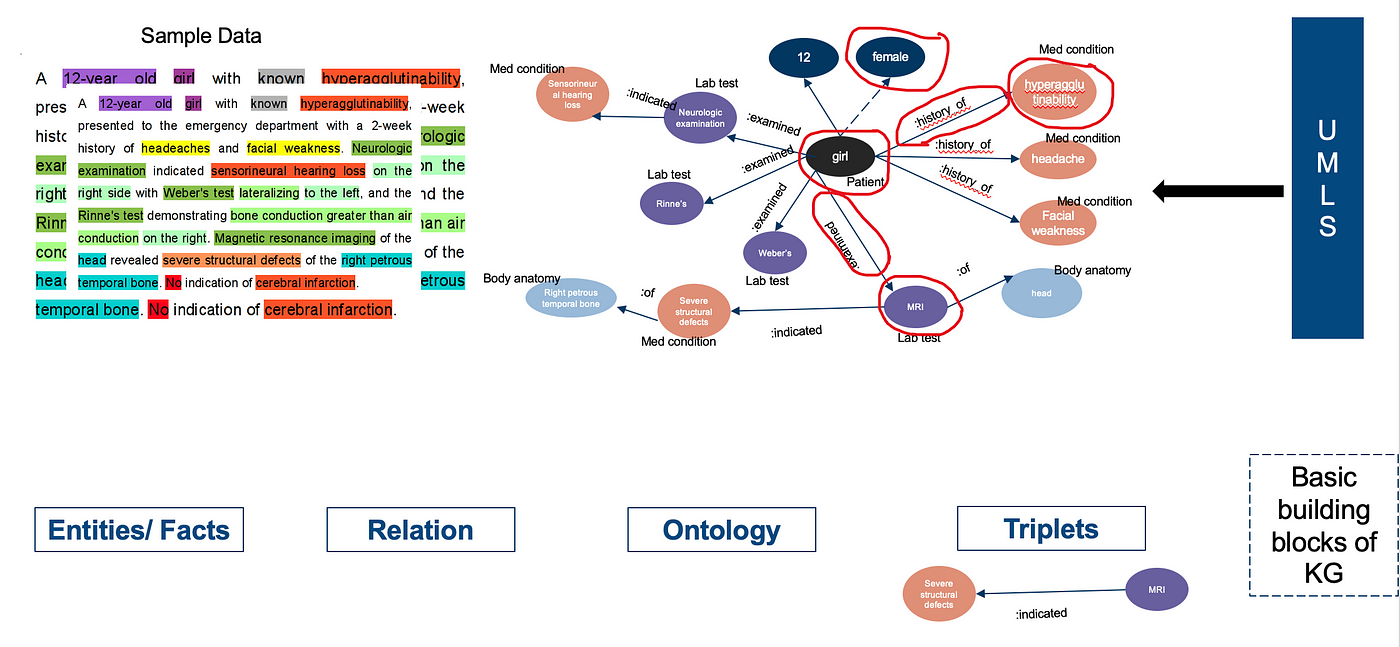 Sample Data
A 12-year old girl with known hyperagglutinability,
pres
-week
histo
ologic
exar
on the
right
nd the
Rinn
an air
conc
of the
head
etrous
temporal bone. No indication of cerebral infarction.
A 12-year old girl with known hyperagglutinability,
presented to the emergency department with a 2-week
history of headeaches and facial weakness. Neurologic
examination indicated sensorineural hearing loss on the
right side with Weber's test lateralizing to the left, and the
Rinne's test demonstrating bone conduction greater than air
conduction on the right. Magnetic resonance imaging of the
head revealed severe structural defects of the right petrous
temporal bone. No indication of cerebral infarction.
Med condition
Sensorineur
al hearing
loss
:indicated
Lab test
Neurologic
examination
:examined
12
female
Med condition
hyperagglu
tinability
:history_of
Med condition
headache
:history_of
girl
Patient
:history_of
Med condition
Facial
weakness
:examined
Lab test
Rinne's
:examined
Weber's
Lab test
:examined
Body anatomy
Right petrous
temporal bone
:of
Severe
structural
defects
Med condition
:indicated
MRI
Lab test
:of
Body anatomy
head
U
M
L
S
Entities/ Facts
Relation
Ontology
Triplets
Severe
structural
defects
:indicated
MRI
Basic
building
blocks of
KG